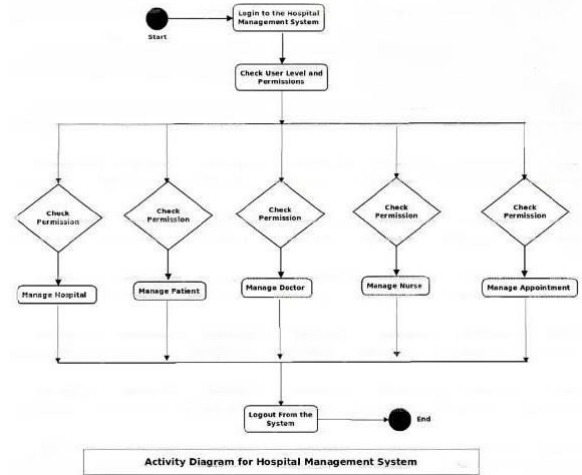 Login to the Hospital
Management System
Start
Check User Level and
Permissions
Check
Permission
Check
Permission
Check
Permission
Check
Permission
Check
Permission
Manage Hospital
Manage Patient
Manage Doctor
Manage Nurse
Manage Appointment
Logout From the
System
End
Activity Diagram for Hospital Management System